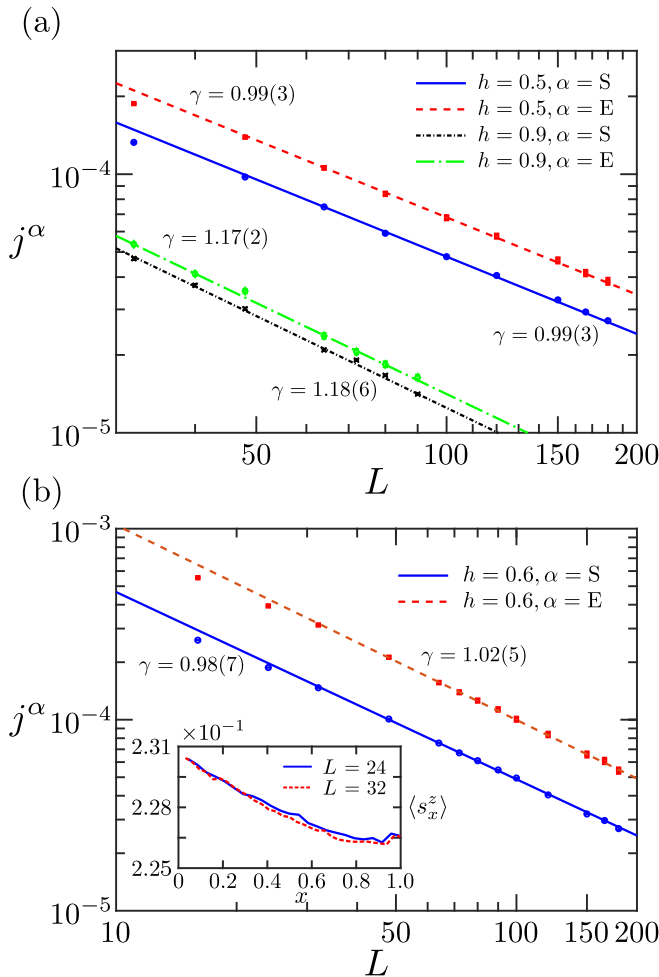 (a)
γ = 0.99(3)
h = 0.5, α = S
h = 0.5, α = E
h = 0.9, α = S
h = 0.9, α = E
10⁻⁴
j^α
γ = 1.17(2)
γ = 0.99(3)
γ = 1.18(6)
10⁻⁵
50 100 150 200
L
(b)
10⁻³
h = 0.6, α = S
h = 0.6, α = E
γ = 0.98(7)
γ = 1.02(5)
10⁻⁴
j^α
×10⁻¹
2.31
L = 24
L = 32
⟨s_x^z⟩
2.28
2.25
0 0.2 0.4 0.6 0.8 1.0
x
10⁻⁵
10 50 100 150 200
L